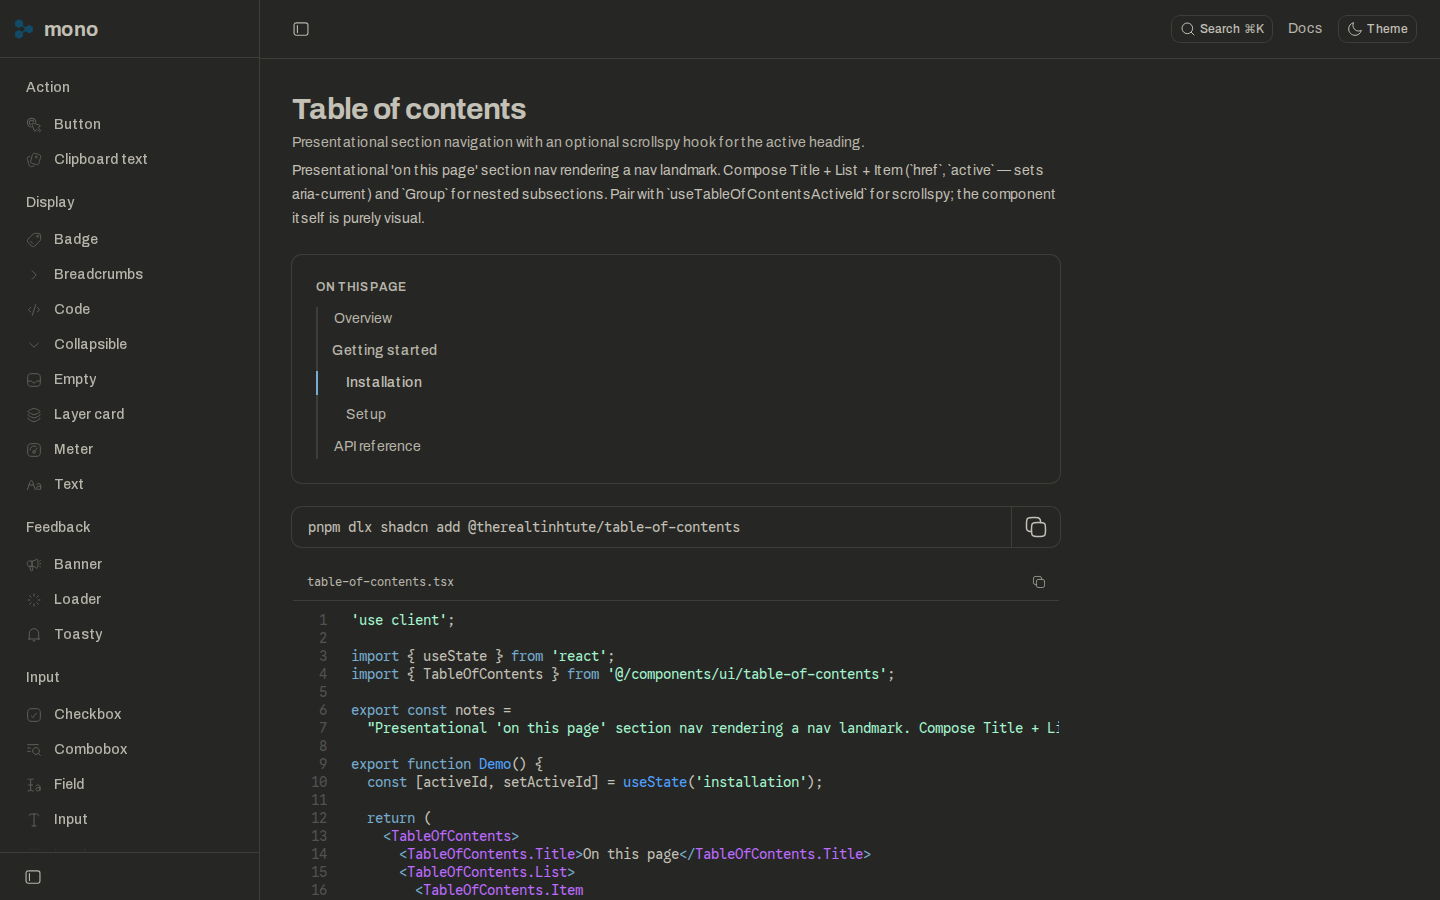 mono
Search ⌘K
Docs
Theme
Action
Button
Clipboard text
Display
Badge
Breadcrumbs
Code
Collapsible
Empty
Layer card
Meter
Text
Feedback
Banner
Loader
Toasty
Input
Checkbox
Combobox
Field
Input
Table of contents
Presentational section navigation with an optional scrollspy hook for the active heading.
Presentational 'on this page' section nav rendering a nav landmark. Compose Title + List + Item (`href`, `active` — sets
aria-current) and `Group` for nested subsections. Pair with `useTableOfContentsActiveId` for scrollspy; the component
itself is purely visual.
ON THIS PAGE
Overview
Getting started
Installation
Setup
API reference
pnpm dlx shadcn add @therealtinhtute/table-of-contents
table-of-contents.tsx
1 'use client';
2
3 import { useState } from 'react';
4 import { TableOfContents } from '@/components/ui/table-of-contents';
5
6 export const notes =
7 "Presentational 'on this page' section nav rendering a nav landmark. Compose Title + Li
8
9 export function Demo() {
10 const [activeId, setActiveId] = useState('installation');
11
12 return (
13 <TableOfContents>
14 <TableOfContents.Title>On this page</TableOfContents.Title>
15 <TableOfContents.List>
16 <TableOfContents.Item